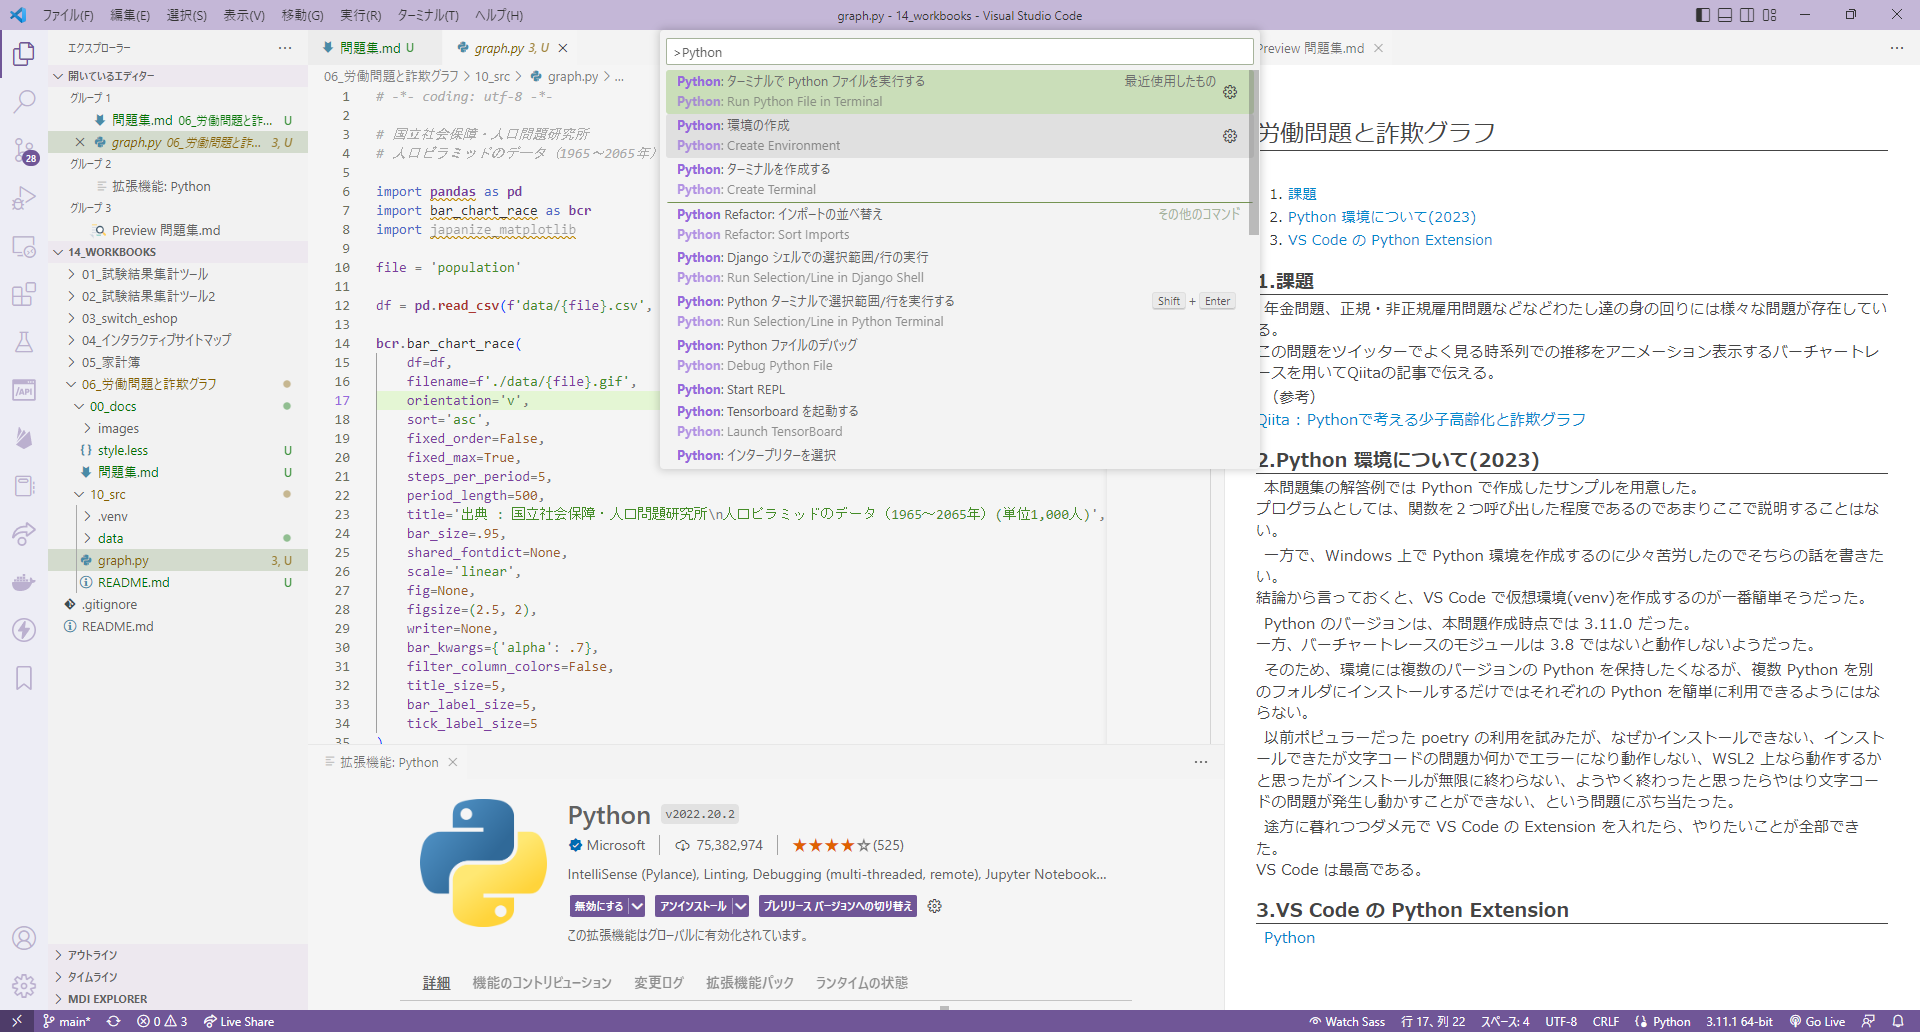 ファイル(F) 編集(E) 選択(S) 表示(V) 移動(G) 実行(R) ターミナル(T) ヘルプ(H)
graph.py - 14_workbooks - Visual Studio Code
エクスプローラー
開いているエディター
グループ 1
問題集.md 06_労働問題と詐... U
graph.py 06_労働問題と詐... 3, U
グループ 2
拡張機能: Python
グループ 3
Preview 問題集.md
14_WORKBOOKS
01_試験結果集計ツール
02_試験結果集計ツール2
03_switch_eshop
04_インタラクティブサイトマップ
05_家計簿
06_労働問題と詐欺グラフ
00_docs
images
style.less U
問題集.md U
10_src
.venv
data
graph.py 3, U
README.md U
.gitignore
README.md
アウトライン
タイムライン
MDI EXPLORER
28
問題集.md U
graph.py 3, U
06_労働問題と詐欺グラフ > 10_src > graph.py > ...
1 # -*- coding: utf-8 -*-
2
3 # 国立社会保障・人口問題研究所
4 # 人口ピラミッドのデータ（1965～2065年）
5
6 import pandas as pd
7 import bar_chart_race as bcr
8 import japanize_matplotlib
9
10 file = 'population'
11
12 df = pd.read_csv(f'data/{file}.csv',
13
14 bcr.bar_chart_race(
15 df=df,
16 filename=f'./data/{file}.gif',
17 orientation='v',
18 sort='asc',
19 fixed_order=False,
20 fixed_max=True,
21 steps_per_period=5,
22 period_length=500,
23 title='出典 : 国立社会保障・人口問題研究所\n人口ピラミッドのデータ（1965～2065年）(単位1,000人)',
24 bar_size=.95,
25 shared_fontdict=None,
26 scale='linear',
27 fig=None,
28 figsize=(2.5, 2),
29 writer=None,
30 bar_kwargs={'alpha': .7},
31 filter_column_colors=False,
32 title_size=5,
33 bar_label_size=5,
34 tick_label_size=5
35 )
>Python
Python: ターミナルで Python ファイルを実行する 最近使用したもの
Python: Run Python File in Terminal
Python: 環境の作成
Python: Create Environment
Python: ターミナルを作成する
Python: Create Terminal
Python Refactor: インポートの並べ替え その他のコマンド
Python Refactor: Sort Imports
Python: Django シェルでの選択範囲/行の実行
Python: Run Selection/Line in Django Shell
Python: Python ターミナルで選択範囲/行を実行する Shift + Enter
Python: Run Selection/Line in Python Terminal
Python: Python ファイルのデバッグ
Python: Debug Python File
Python: Start REPL
Python: Tensorboard を起動する
Python: Launch TensorBoard
Python: インタープリターを選択
拡張機能: Python
Python v2022.20.2
Microsoft 75,382,974 (525)
IntelliSense (Pylance), Linting, Debugging (multi-threaded, remote), Jupyter Notebook...
無効にする アンインストール プレリリース バージョンへの切り替え
この拡張機能はグローバルに有効化されています。
詳細 機能のコントリビューション 変更ログ 拡張機能パック ランタイムの状態
Preview 問題集.md
労働問題と詐欺グラフ
1. 課題
2. Python 環境について(2023)
3. VS Code の Python Extension
1.課題
年金問題、正規・非正規雇用問題などなどわたし達の身の回りには様々な問題が存在してい
る。
この問題をツイッターでよく見る時系列での推移をアニメーション表示するバーチャートレ
ースを用いてQiitaの記事で伝える。
（参考）
Qiita : Pythonで考える少子高齢化と詐欺グラフ
2.Python 環境について(2023)
本問題集の解答例では Python で作成したサンプルを用意した。
プログラムとしては、関数を２つ呼び出した程度であるのであまりここで説明することはな
い。
一方で、Windows 上で Python 環境を作成するのに少々苦労したのでそちらの話を書きた
い。
結論から言っておくと、VS Code で仮想環境(venv)を作成するのが一番簡単そうだった。
Python のバージョンは、本問題作成時点では 3.11.0 だった。
一方、バーチャートレースのモジュールは 3.8 ではないと動作しないようだった。
そのため、環境には複数のバージョンの Python を保持したくなるが、複数 Python を別
のフォルダにインストールするだけではそれぞれの Python を簡単に利用できるようにはな
らない。
以前ポピュラーだった poetry の利用を試みたが、なぜかインストールできない、インスト
ールできたが文字コードの問題か何かでエラーになり動作しない、WSL2 上なら動作するか
と思ったがインストールが無限に終わらない、ようやく終わったと思ったらやはり文字コー
ドの問題が発生し動かすことができない、という問題にぶち当たった。
途方に暮れつつダメ元で VS Code の Extension を入れたら、やりたいことが全部でき
た。
VS Code は最高である。
3.VS Code の Python Extension
Python
main* 0 3 Live Share
Watch Sass 行 17、列 22 スペース: 4 UTF-8 CRLF Python 3.11.1 64-bit Go Live